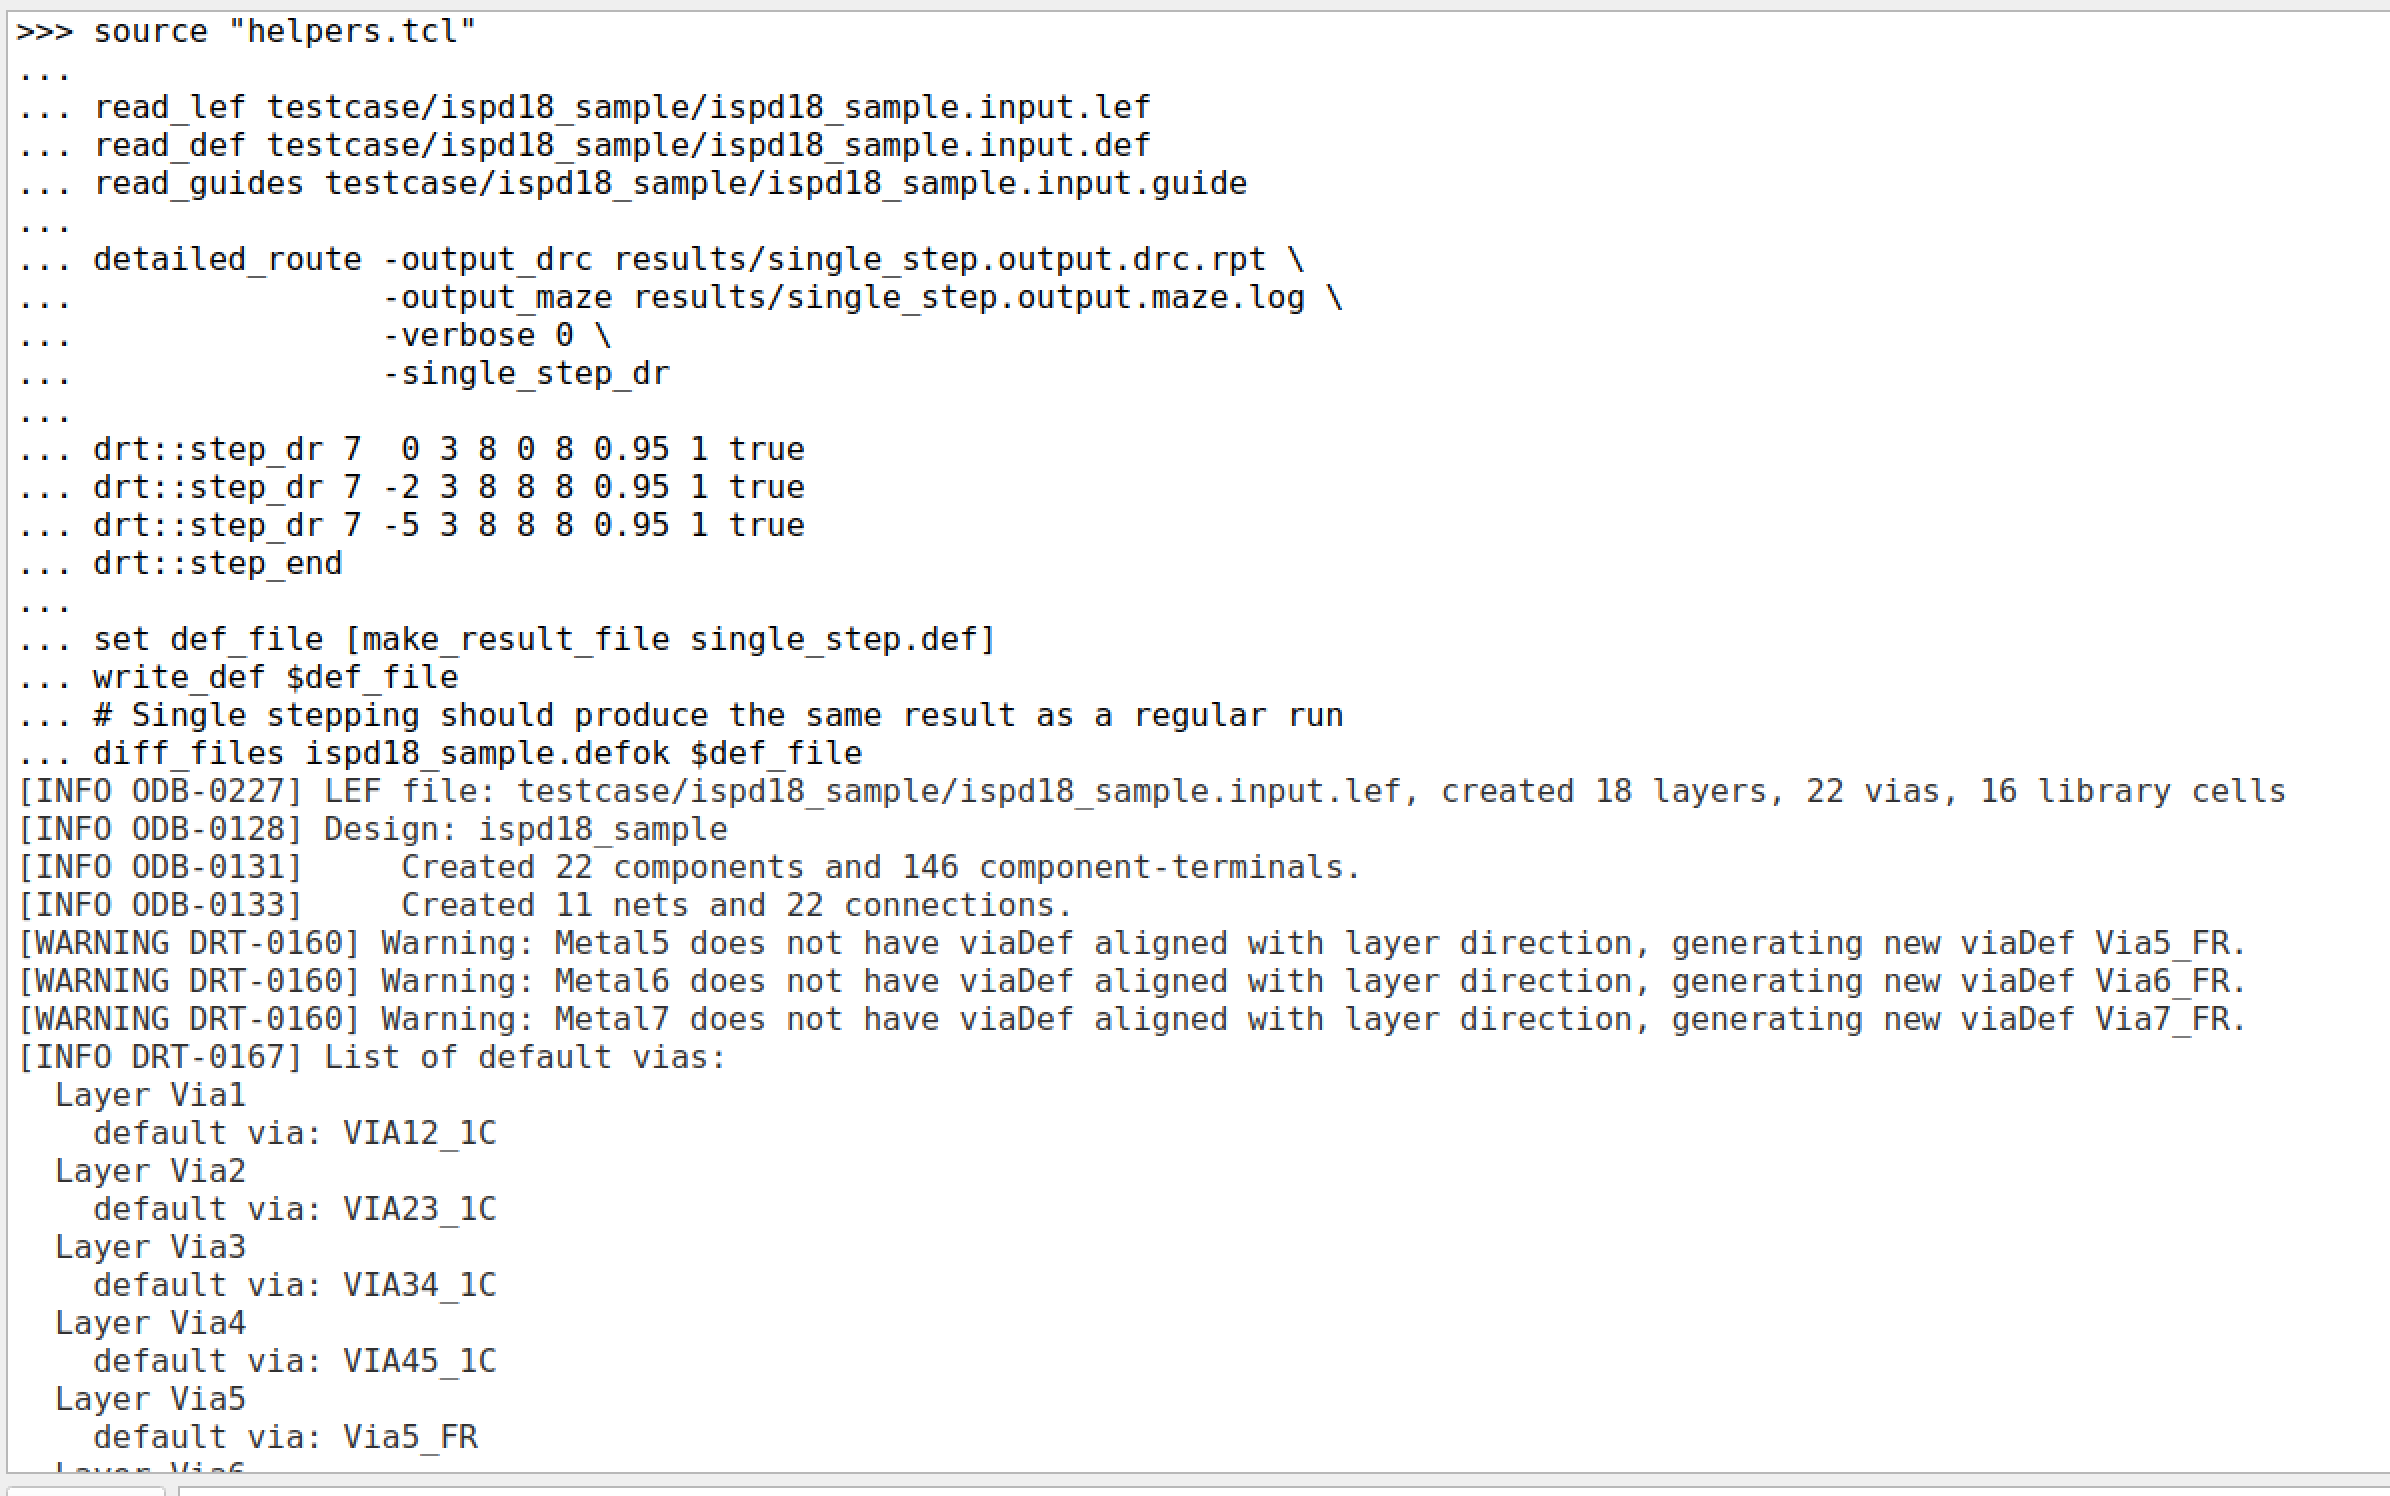 >>> source "helpers.tcl"
...
... read_lef testcase/ispd18_sample/ispd18_sample.input.lef
... read_def testcase/ispd18_sample/ispd18_sample.input.def
... read_guides testcase/ispd18_sample/ispd18_sample.input.guide
...
... detailed_route -output_drc results/single_step.output.drc.rpt \
...                -output_maze results/single_step.output.maze.log \
...                -verbose 0 \
...                -single_step_dr
...
... drt::step_dr 7  0 3 8 0 8 0.95 1 true
... drt::step_dr 7 -2 3 8 8 8 0.95 1 true
... drt::step_dr 7 -5 3 8 8 8 0.95 1 true
... drt::step_end
...
... set def_file [make_result_file single_step.def]
... write_def $def_file
... # Single stepping should produce the same result as a regular run
... diff_files ispd18_sample.defok $def_file
[INFO ODB-0227] LEF file: testcase/ispd18_sample/ispd18_sample.input.lef, created 18 layers, 22 vias, 16 library cells
[INFO ODB-0128] Design: ispd18_sample
[INFO ODB-0131]     Created 22 components and 146 component-terminals.
[INFO ODB-0133]     Created 11 nets and 22 connections.
[WARNING DRT-0160] Warning: Metal5 does not have viaDef aligned with layer direction, generating new viaDef Via5_FR.
[WARNING DRT-0160] Warning: Metal6 does not have viaDef aligned with layer direction, generating new viaDef Via6_FR.
[WARNING DRT-0160] Warning: Metal7 does not have viaDef aligned with layer direction, generating new viaDef Via7_FR.
[INFO DRT-0167] List of default vias:
  Layer Via1
    default via: VIA12_1C
  Layer Via2
    default via: VIA23_1C
  Layer Via3
    default via: VIA34_1C
  Layer Via4
    default via: VIA45_1C
  Layer Via5
    default via: Via5_FR
  Layer Via6